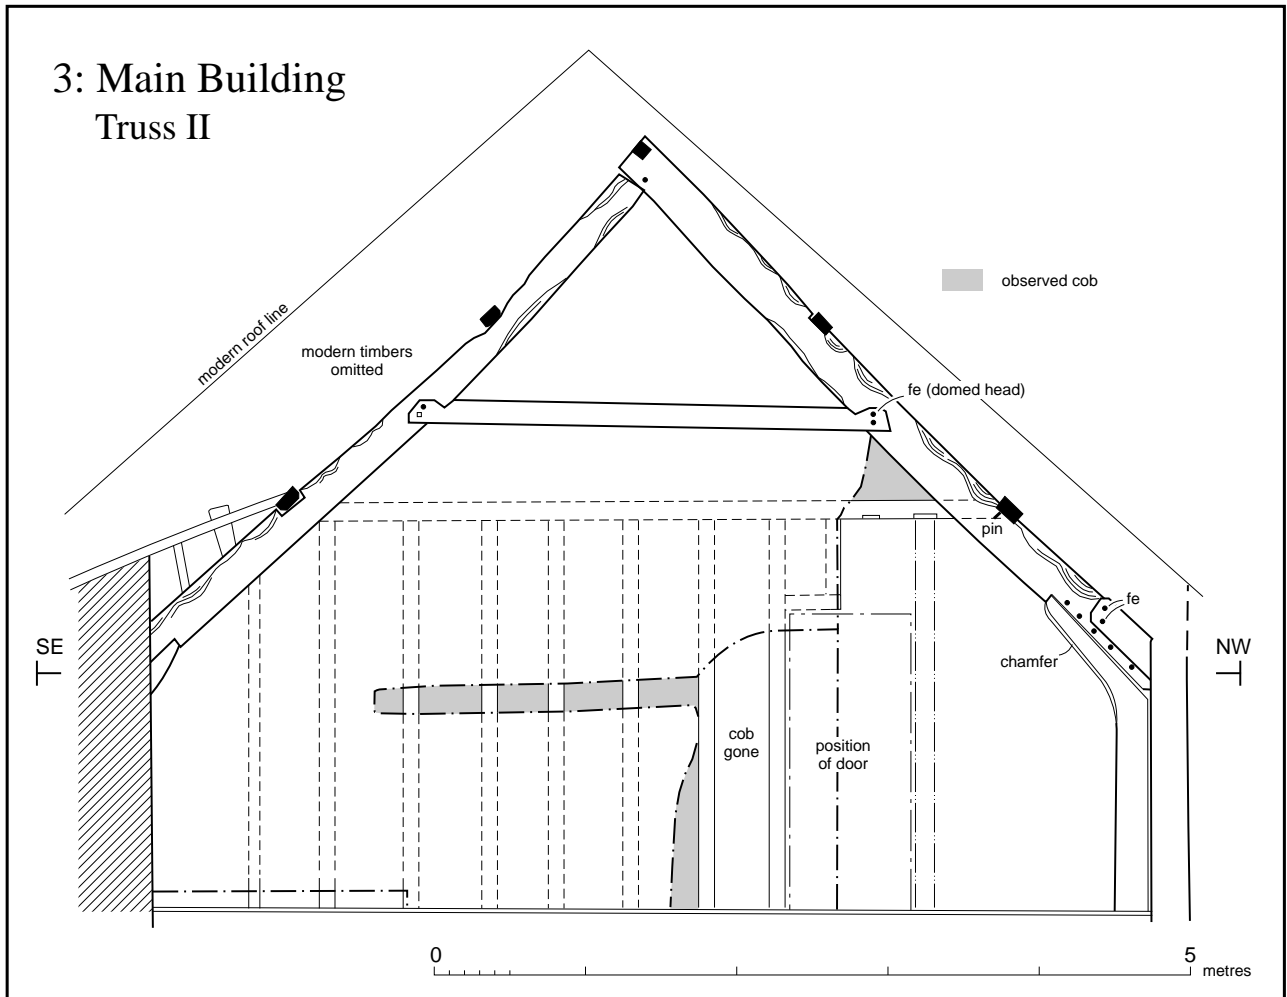 3: Main Building
Truss II
modern roof line
observed cob
modern timbers
omitted
fe (domed head)
pin
fe
SE
NW
chamfer
cob
gone
position
of door
0
5
metres